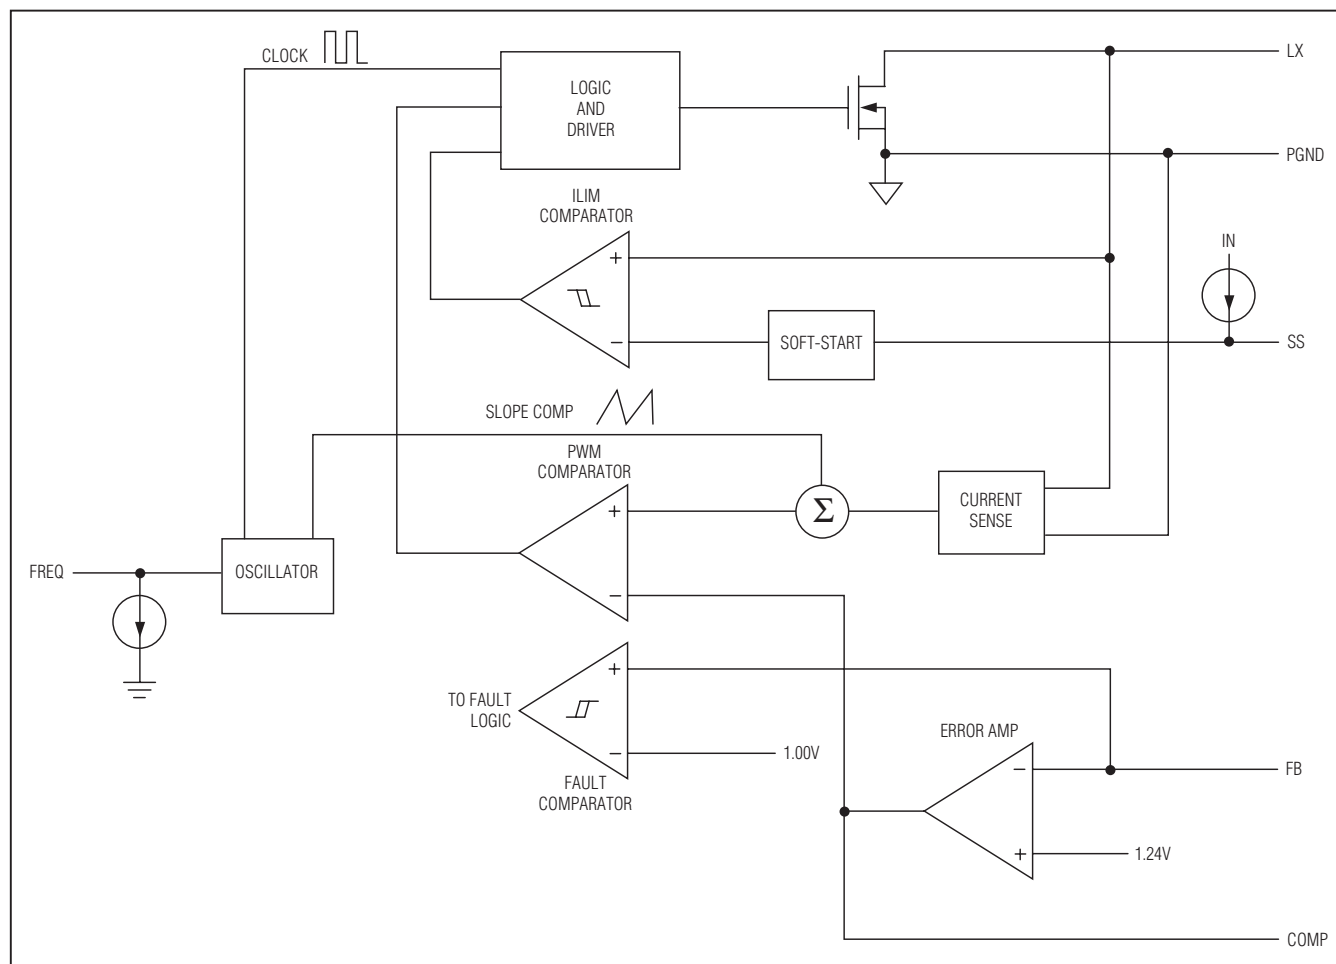 CLOCK
LOGIC
AND
DRIVER
LX
PGND
ILIM
COMPARATOR
+
−
IN
SOFT-START
SS
SLOPE COMP
PWM
COMPARATOR
+
−
Σ
CURRENT
SENSE
FREQ
OSCILLATOR
TO FAULT
LOGIC
+
−
1.00V
FAULT
COMPARATOR
ERROR AMP
−
+
FB
1.24V
COMP